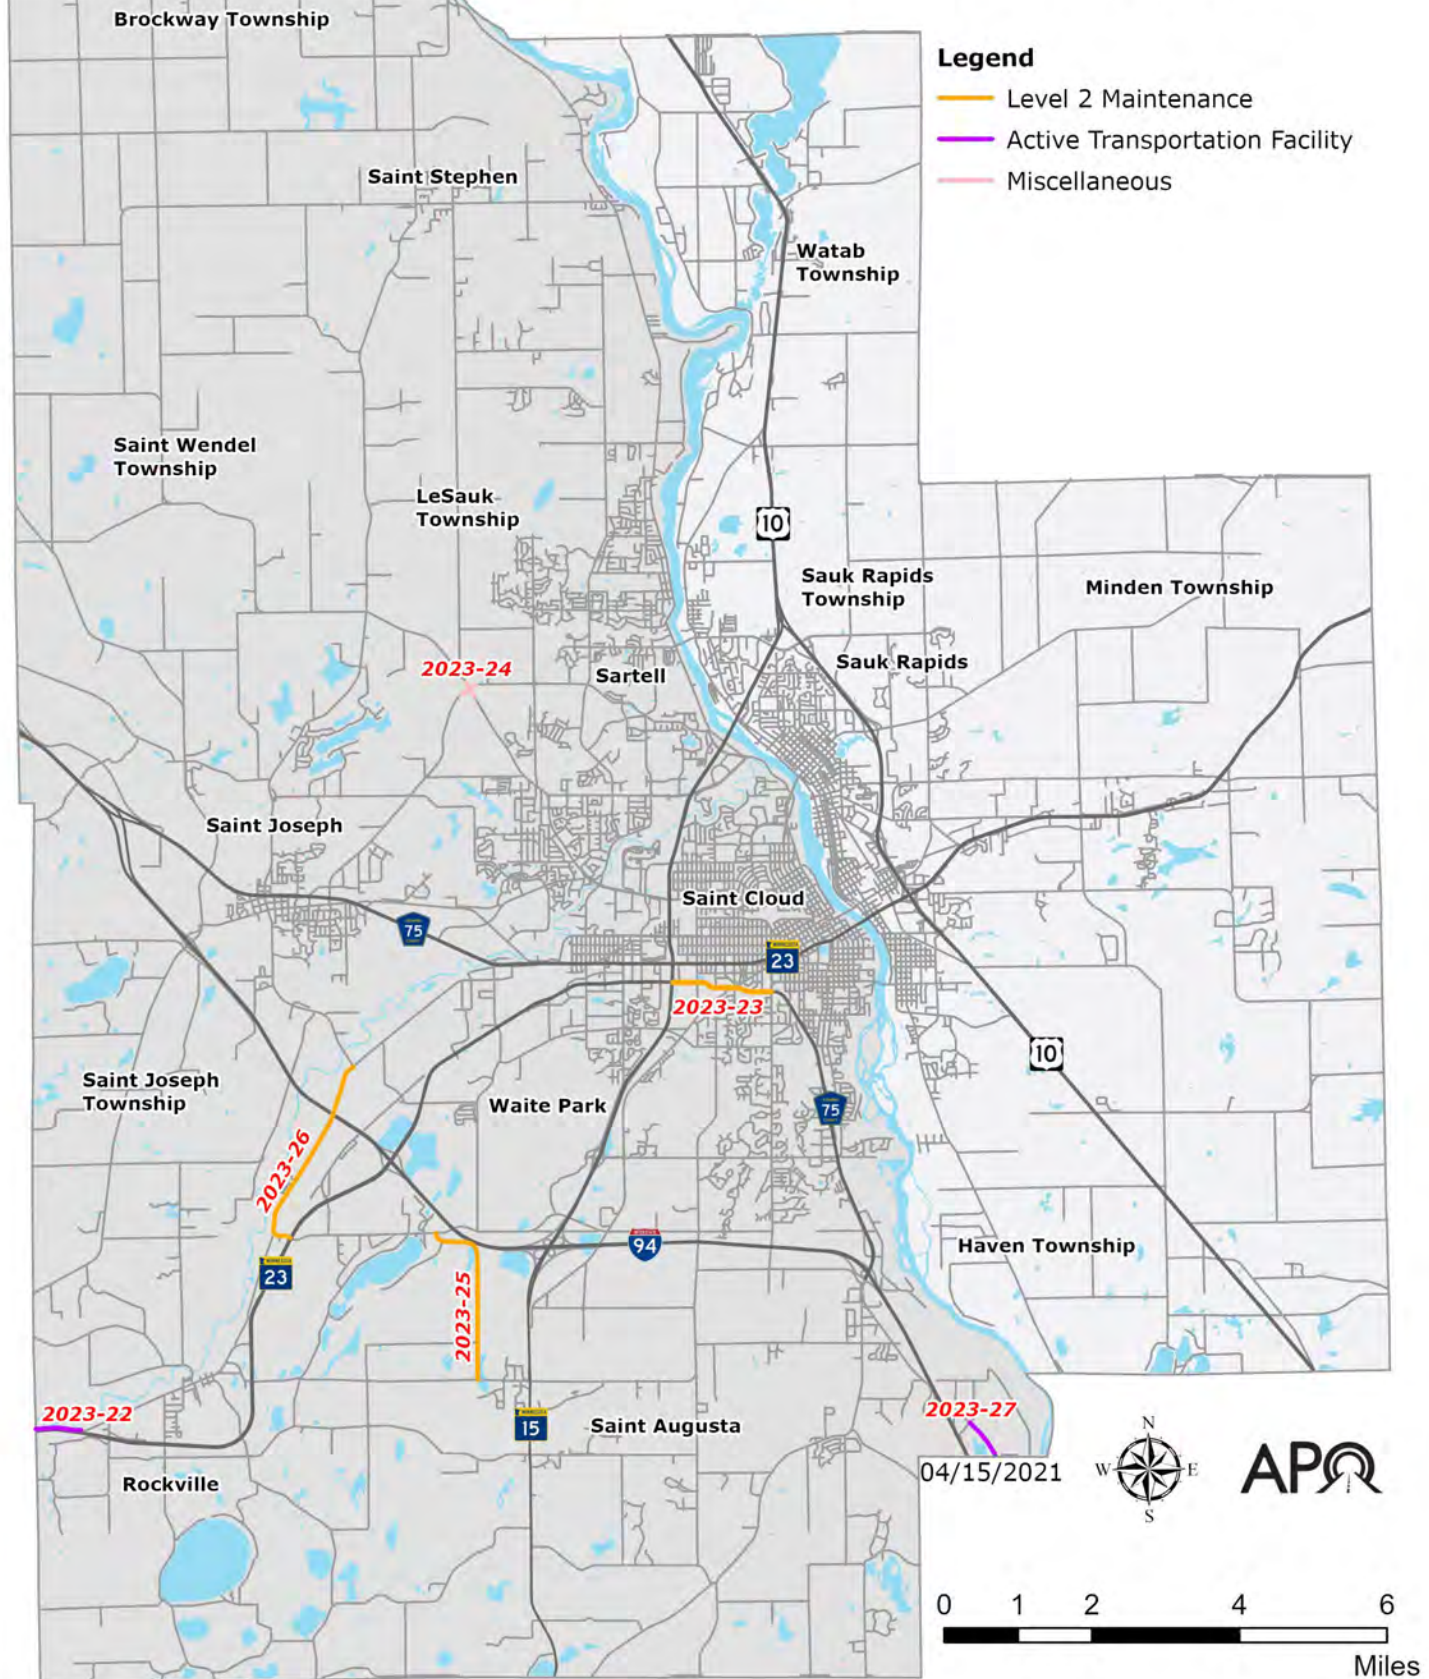 Brockway Township
Legend
Level 2 Maintenance
Active Transportation Facility
Miscellaneous
Saint Stephen
Watab
Township
Saint Wendel
Township
LeSauk
Township
10
Sauk Rapids
Township
Minden Township
Sauk Rapids
2023-24
Sartell
Saint Joseph
Saint Cloud
75
23
2023-23
10
Saint Joseph
Township
Waite Park
75
2023-26
94
Haven Township
23
2023-25
2023-22
15
Saint Augusta
2023-27
N
W
E
S
04/15/2021
APO
Rockville
0 1 2 4 6
Miles